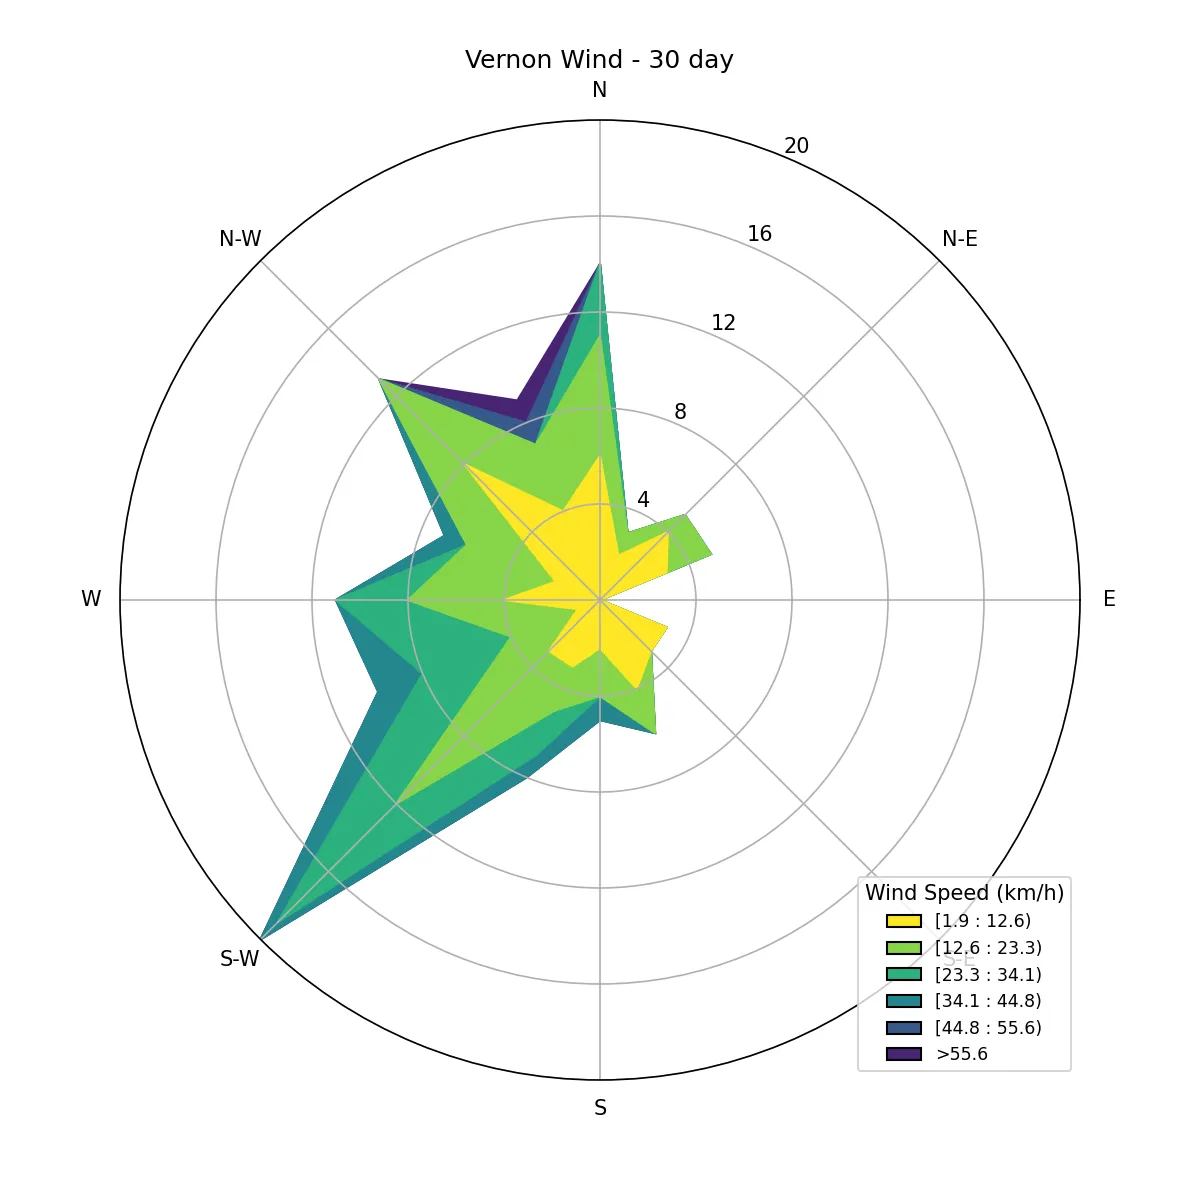 Vernon Wind - 30 day
N
20
N-W
16
N-E
12
8
4
W
E
S-W
S-E
S
Wind Speed (km/h)
[1.9 : 12.6)
[12.6 : 23.3)
[23.3 : 34.1)
[34.1 : 44.8)
[44.8 : 55.6)
>55.6